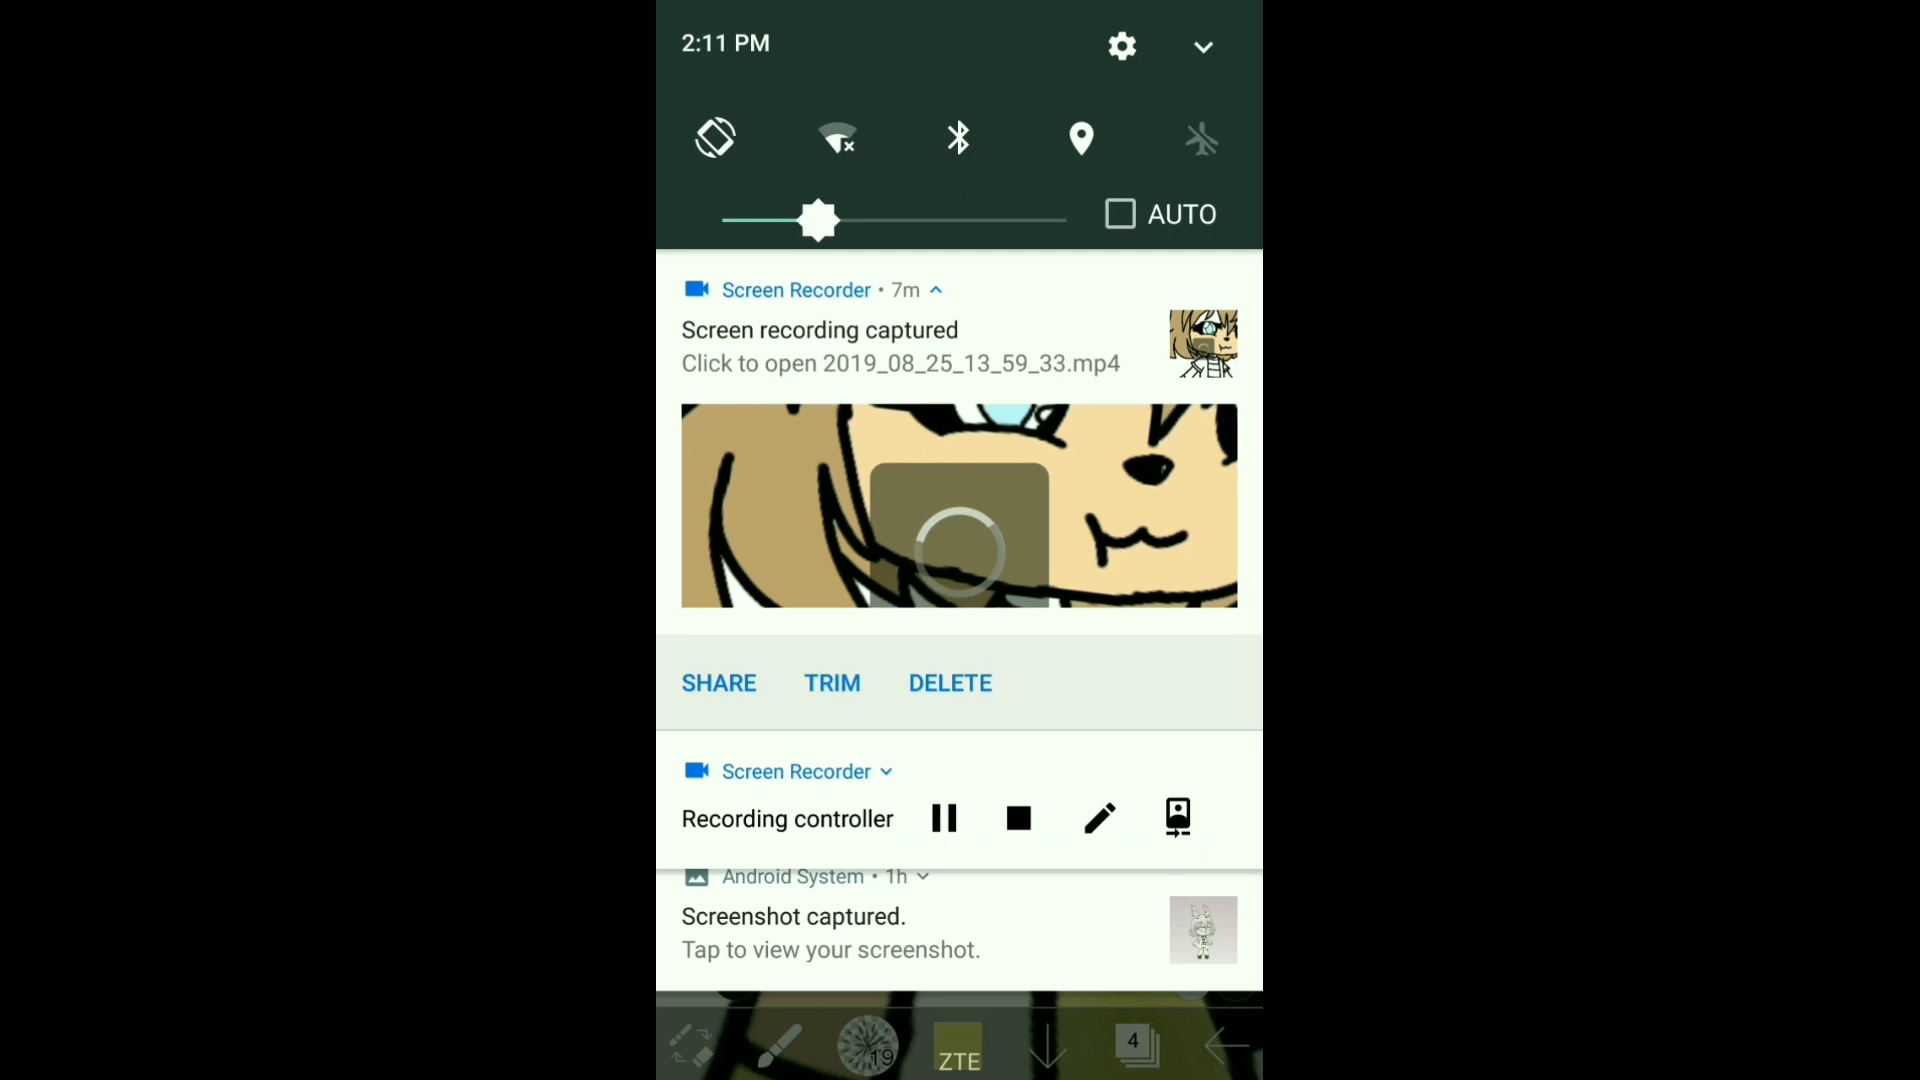 2:11 PM
AUTO
Screen Recorder • 7m
Screen recording captured
Click to open 2019_08_25_13_59_33.mp4
SHARE TRIM DELETE
Screen Recorder
Recording controller
Android System • 1h
Screenshot captured.
Tap to view your screenshot.
19
ZTE
4